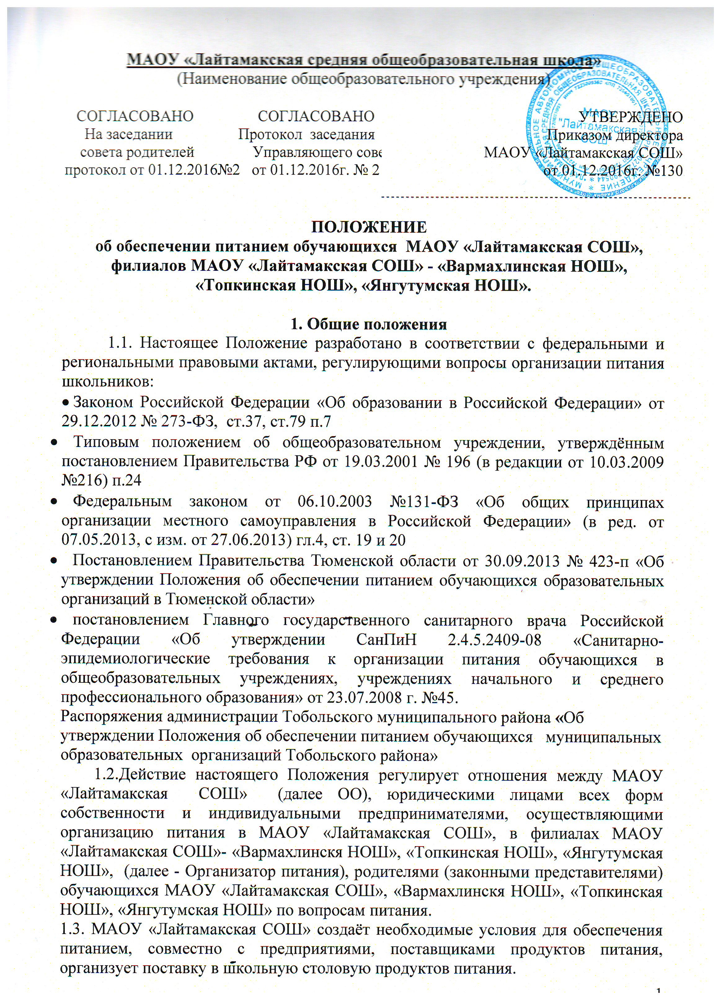 МАОУ «Лайтамакская средняя общеобразовательная школа»
(Наименование общеобразовательного учреждения)
СОГЛАСОВАНО
На заседании
совета родителей
протокол от 01.12.2016№2
СОГЛАСОВАНО
Протокол заседания
Управляющего сове
от 01.12.2016г. № 2
УТВЕРЖДЕНО
Приказом директора
МАОУ «Лайтамакская СОШ»
от 01.12.2016г. №130
МАОУ
"Лайтамакская
СОШ"
ПОЛОЖЕНИЕ
об обеспечении питанием обучающихся МАОУ «Лайтамакская СОШ»,
филиалов МАОУ «Лайтамакская СОШ» - «Вармахлинская НОШ»,
«Топкинская НОШ», «Янгутумская НОШ».
1. Общие положения
1.1. Настоящее Положение разработано в соответствии с федеральными и
региональными правовыми актами, регулирующими вопросы организации питания
школьников:
• Законом Российской Федерации «Об образовании в Российской Федерации» от
29.12.2012 № 273-ФЗ, ст.37, ст.79 п.7
• Типовым положением об общеобразовательном учреждении, утверждённым
постановлением Правительства РФ от 19.03.2001 № 196 (в редакции от 10.03.2009
№216) п.24
• Федеральным законом от 06.10.2003 №131-ФЗ «Об общих принципах
организации местного самоуправления в Российской Федерации» (в ред. от
07.05.2013, с изм. от 27.06.2013) гл.4, ст. 19 и 20
• Постановлением Правительства Тюменской области от 30.09.2013 № 423-п «Об
утверждении Положения об обеспечении питанием обучающихся образовательных
организаций в Тюменской области»
• постановлением Главного государственного санитарного врача Российской
Федерации «Об утверждении СанПиН 2.4.5.2409-08 «Санитарно-
эпидемиологические требования к организации питания обучающихся в
общеобразовательных учреждениях, учреждениях начального и среднего
профессионального образования» от 23.07.2008 г. №45.
Распоряжения администрации Тобольского муниципального района «Об
утверждении Положения об обеспечении питанием обучающихся муниципальных
образовательных организаций Тобольского района»
1.2.Действие настоящего Положения регулирует отношения между МАОУ
«Лайтамакская СОШ» (далее ОО), юридическими лицами всех форм
собственности и индивидуальными предпринимателями, осуществляющими
организацию питания в МАОУ «Лайтамакская СОШ», в филиалах МАОУ
«Лайтамакская СОШ»- «Вармахлинскя НОШ», «Топкинская НОШ», «Янгутумская
НОШ», (далее - Организатор питания), родителями (законными представителями)
обучающихся МАОУ «Лайтамакская СОШ», «Вармахлинскя НОШ», «Топкинская
НОШ», «Янгутумская НОШ» по вопросам питания.
1.3. МАОУ «Лайтамакская СОШ» создаёт необходимые условия для обеспечения
питанием, совместно с предприятиями, поставщиками продуктов питания,
организует поставку в школьную столовую продуктов питания.
1